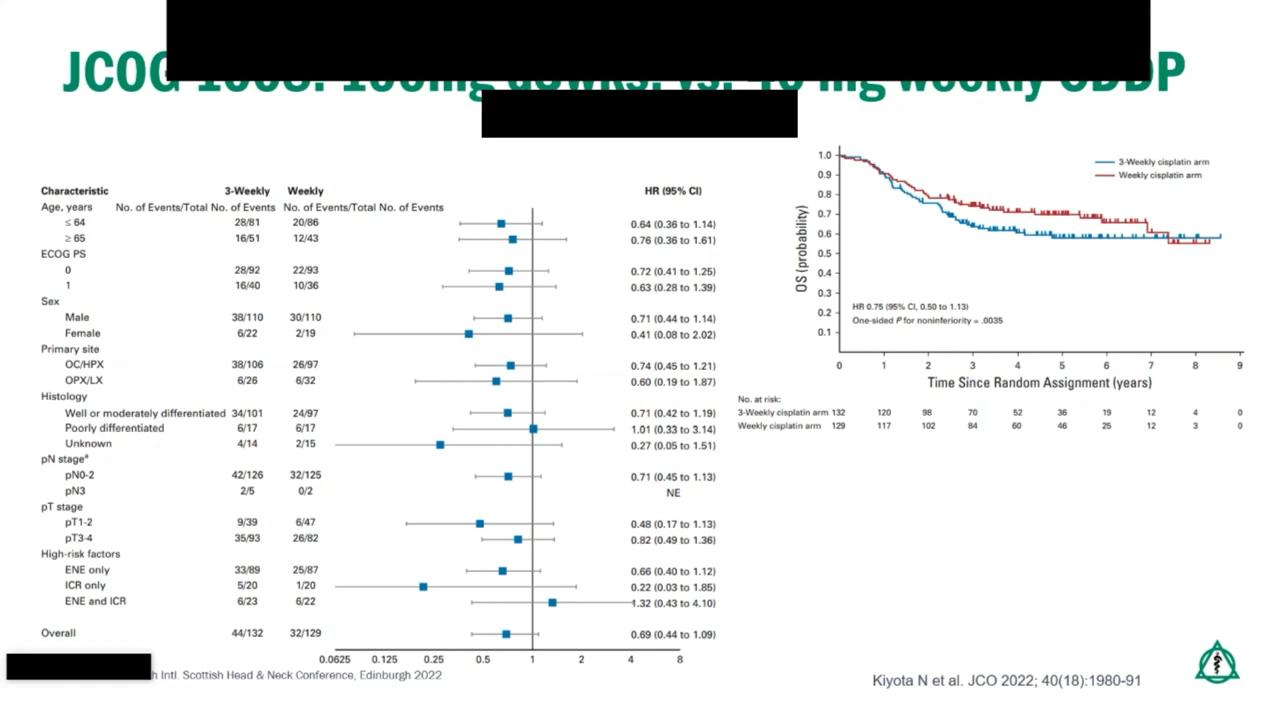 JCOG 1008: 100mg q3wks. vs. 40 mg weekly CDDP
Characteristic 3-Weekly Weekly HR (95% CI)
Age, years No. of Events/Total No. of Events No. of Events/Total No. of Events
≤ 64 28/81 20/86 0.64 (0.36 to 1.14)
≥ 65 16/51 12/43 0.76 (0.36 to 1.61)
ECOG PS
0 28/92 22/93 0.72 (0.41 to 1.25)
1 16/40 10/36 0.63 (0.28 to 1.39)
Sex
Male 38/110 30/110 0.71 (0.44 to 1.14)
Female 6/22 2/19 0.41 (0.08 to 2.02)
Primary site
OC/HPX 38/106 26/97 0.74 (0.45 to 1.21)
OPX/LX 6/26 6/32 0.60 (0.19 to 1.87)
Histology
Well or moderately differentiated 34/101 24/97 0.71 (0.42 to 1.19)
Poorly differentiated 6/17 6/17 1.01 (0.33 to 3.14)
Unknown 4/14 2/15 0.27 (0.05 to 1.51)
pN stageᵃ
pN0-2 42/126 32/125 0.71 (0.45 to 1.13)
pN3 2/5 0/2 NE
pT stage
pT1-2 9/39 6/47 0.48 (0.17 to 1.13)
pT3-4 35/93 26/82 0.82 (0.49 to 1.36)
High-risk factors
ENE only 33/89 25/87 0.66 (0.40 to 1.12)
ICR only 5/20 1/20 0.22 (0.03 to 1.85)
ENE and ICR 6/23 6/22 1.32 (0.43 to 4.10)
Overall 44/132 32/129 0.69 (0.44 to 1.09)
0.0625 0.125 0.25 0.5 1 2 4 8
OS (probability)
1.0
0.9
0.8
0.7
0.6
0.5
0.4
0.3
0.2
0.1
3-Weekly cisplatin arm
Weekly cisplatin arm
HR 0.75 (95% CI, 0.50 to 1.13)
One-sided P for noninferiority = .0035
0 1 2 3 4 5 6 7 8 9
Time Since Random Assignment (years)
No. at risk:
3-Weekly cisplatin arm 132 120 98 70 52 36 19 12 4 0
Weekly cisplatin arm 129 117 102 84 60 46 25 12 3 0
h Intl. Scottish Head & Neck Conference, Edinburgh 2022
Kiyota N et al. JCO 2022; 40(18):1980-91